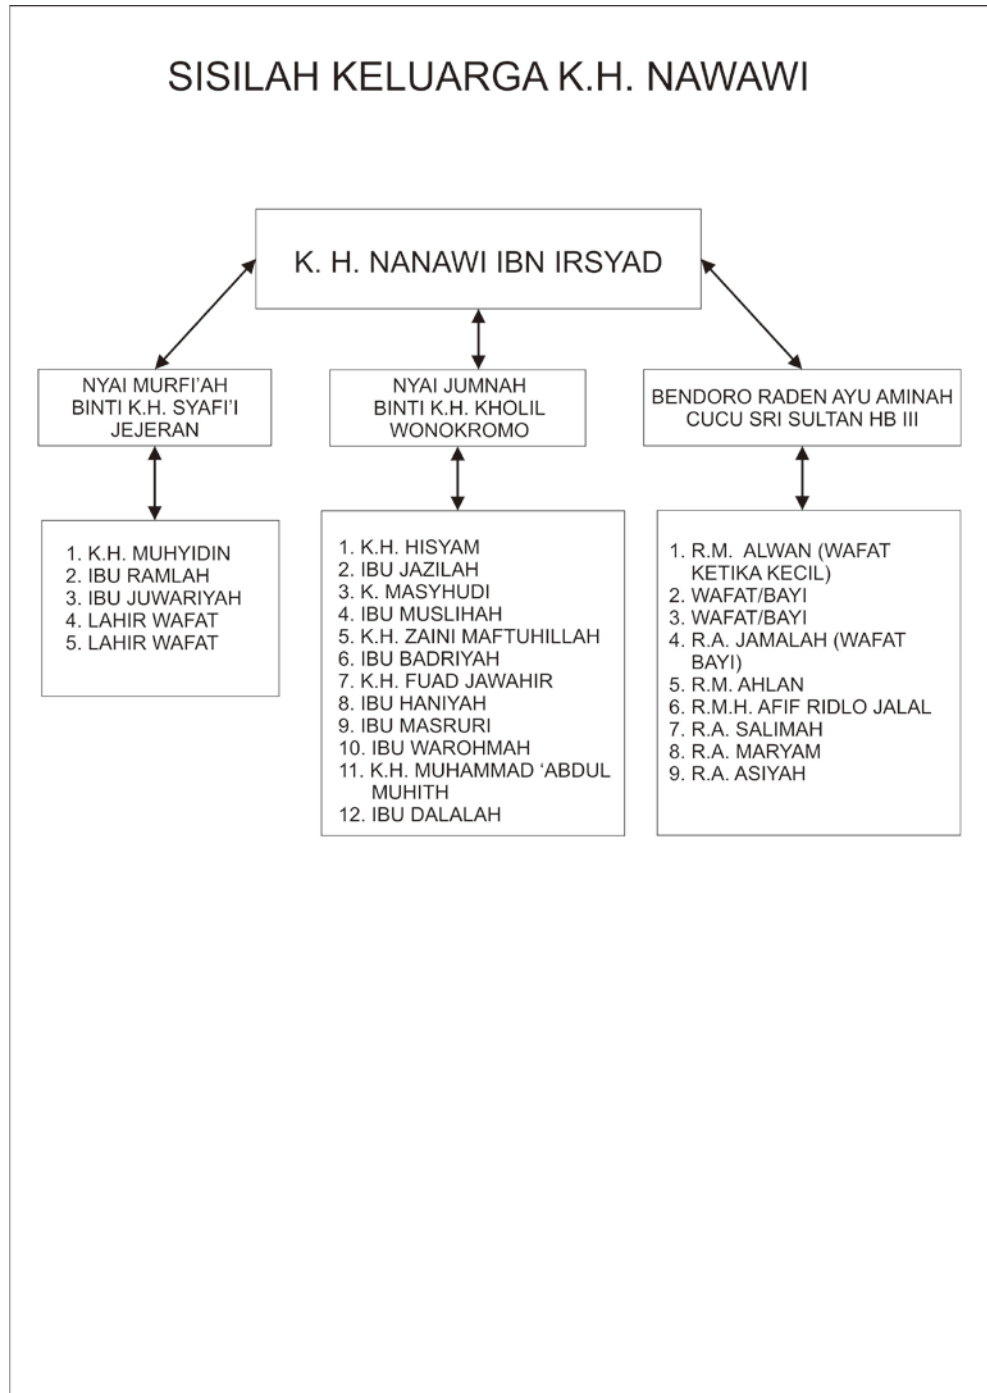 SISILAH KELUARGA K.H. NAWAWI
K. H. NANAWI IBN IRSYAD
NYAI MURFI'AH
BINTI K.H. SYAFI'I
JEJERAN
NYAI JUMNAH
BINTI K.H. KHOLIL
WONOKROMO
BENDORO RADEN AYU AMINAH
CUCU SRI SULTAN HB III
1. K.H. MUHYIDIN
2. IBU RAMLAH
3. IBU JUWARIYAH
4. LAHIR WAFAT
5. LAHIR WAFAT
1. K.H. HISYAM
2. IBU JAZILAH
3. K. MASYHUDI
4. IBU MUSLIHAH
5. K.H. ZAINI MAFTUHILLAH
6. IBU BADRIYAH
7. K.H. FUAD JAWAHIR
8. IBU HANIYAH
9. IBU MASRURI
10. IBU WAROHMAH
11. K.H. MUHAMMAD 'ABDUL
MUHITH
12. IBU DALALAH
1. R.M. ALWAN (WAFAT
KETIKA KECIL)
2. WAFAT/BAYI
3. WAFAT/BAYI
4. R.A. JAMALAH (WAFAT
BAYI)
5. R.M. AHLAN
6. R.M.H. AFIF RIDLO JALAL
7. R.A. SALIMAH
8. R.A. MARYAM
9. R.A. ASIYAH